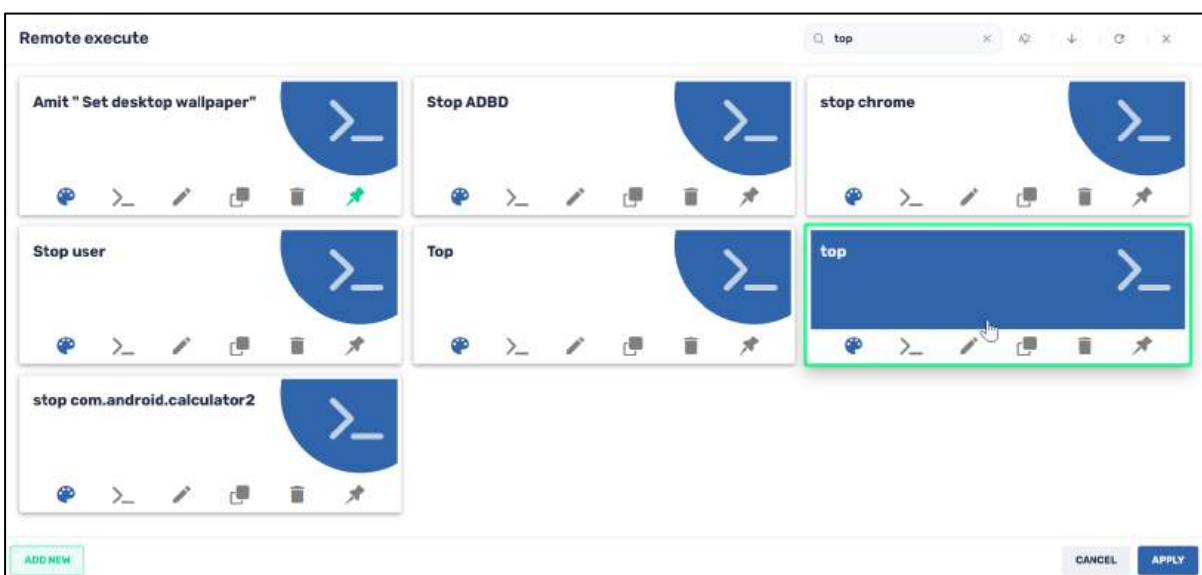 Remote execute
top
Amit " Set desktop wallpaper"
Stop ADBD
stop chrome
Stop user
Top
top
stop com.android.calculator2
ADD NEW
CANCEL
APPLY